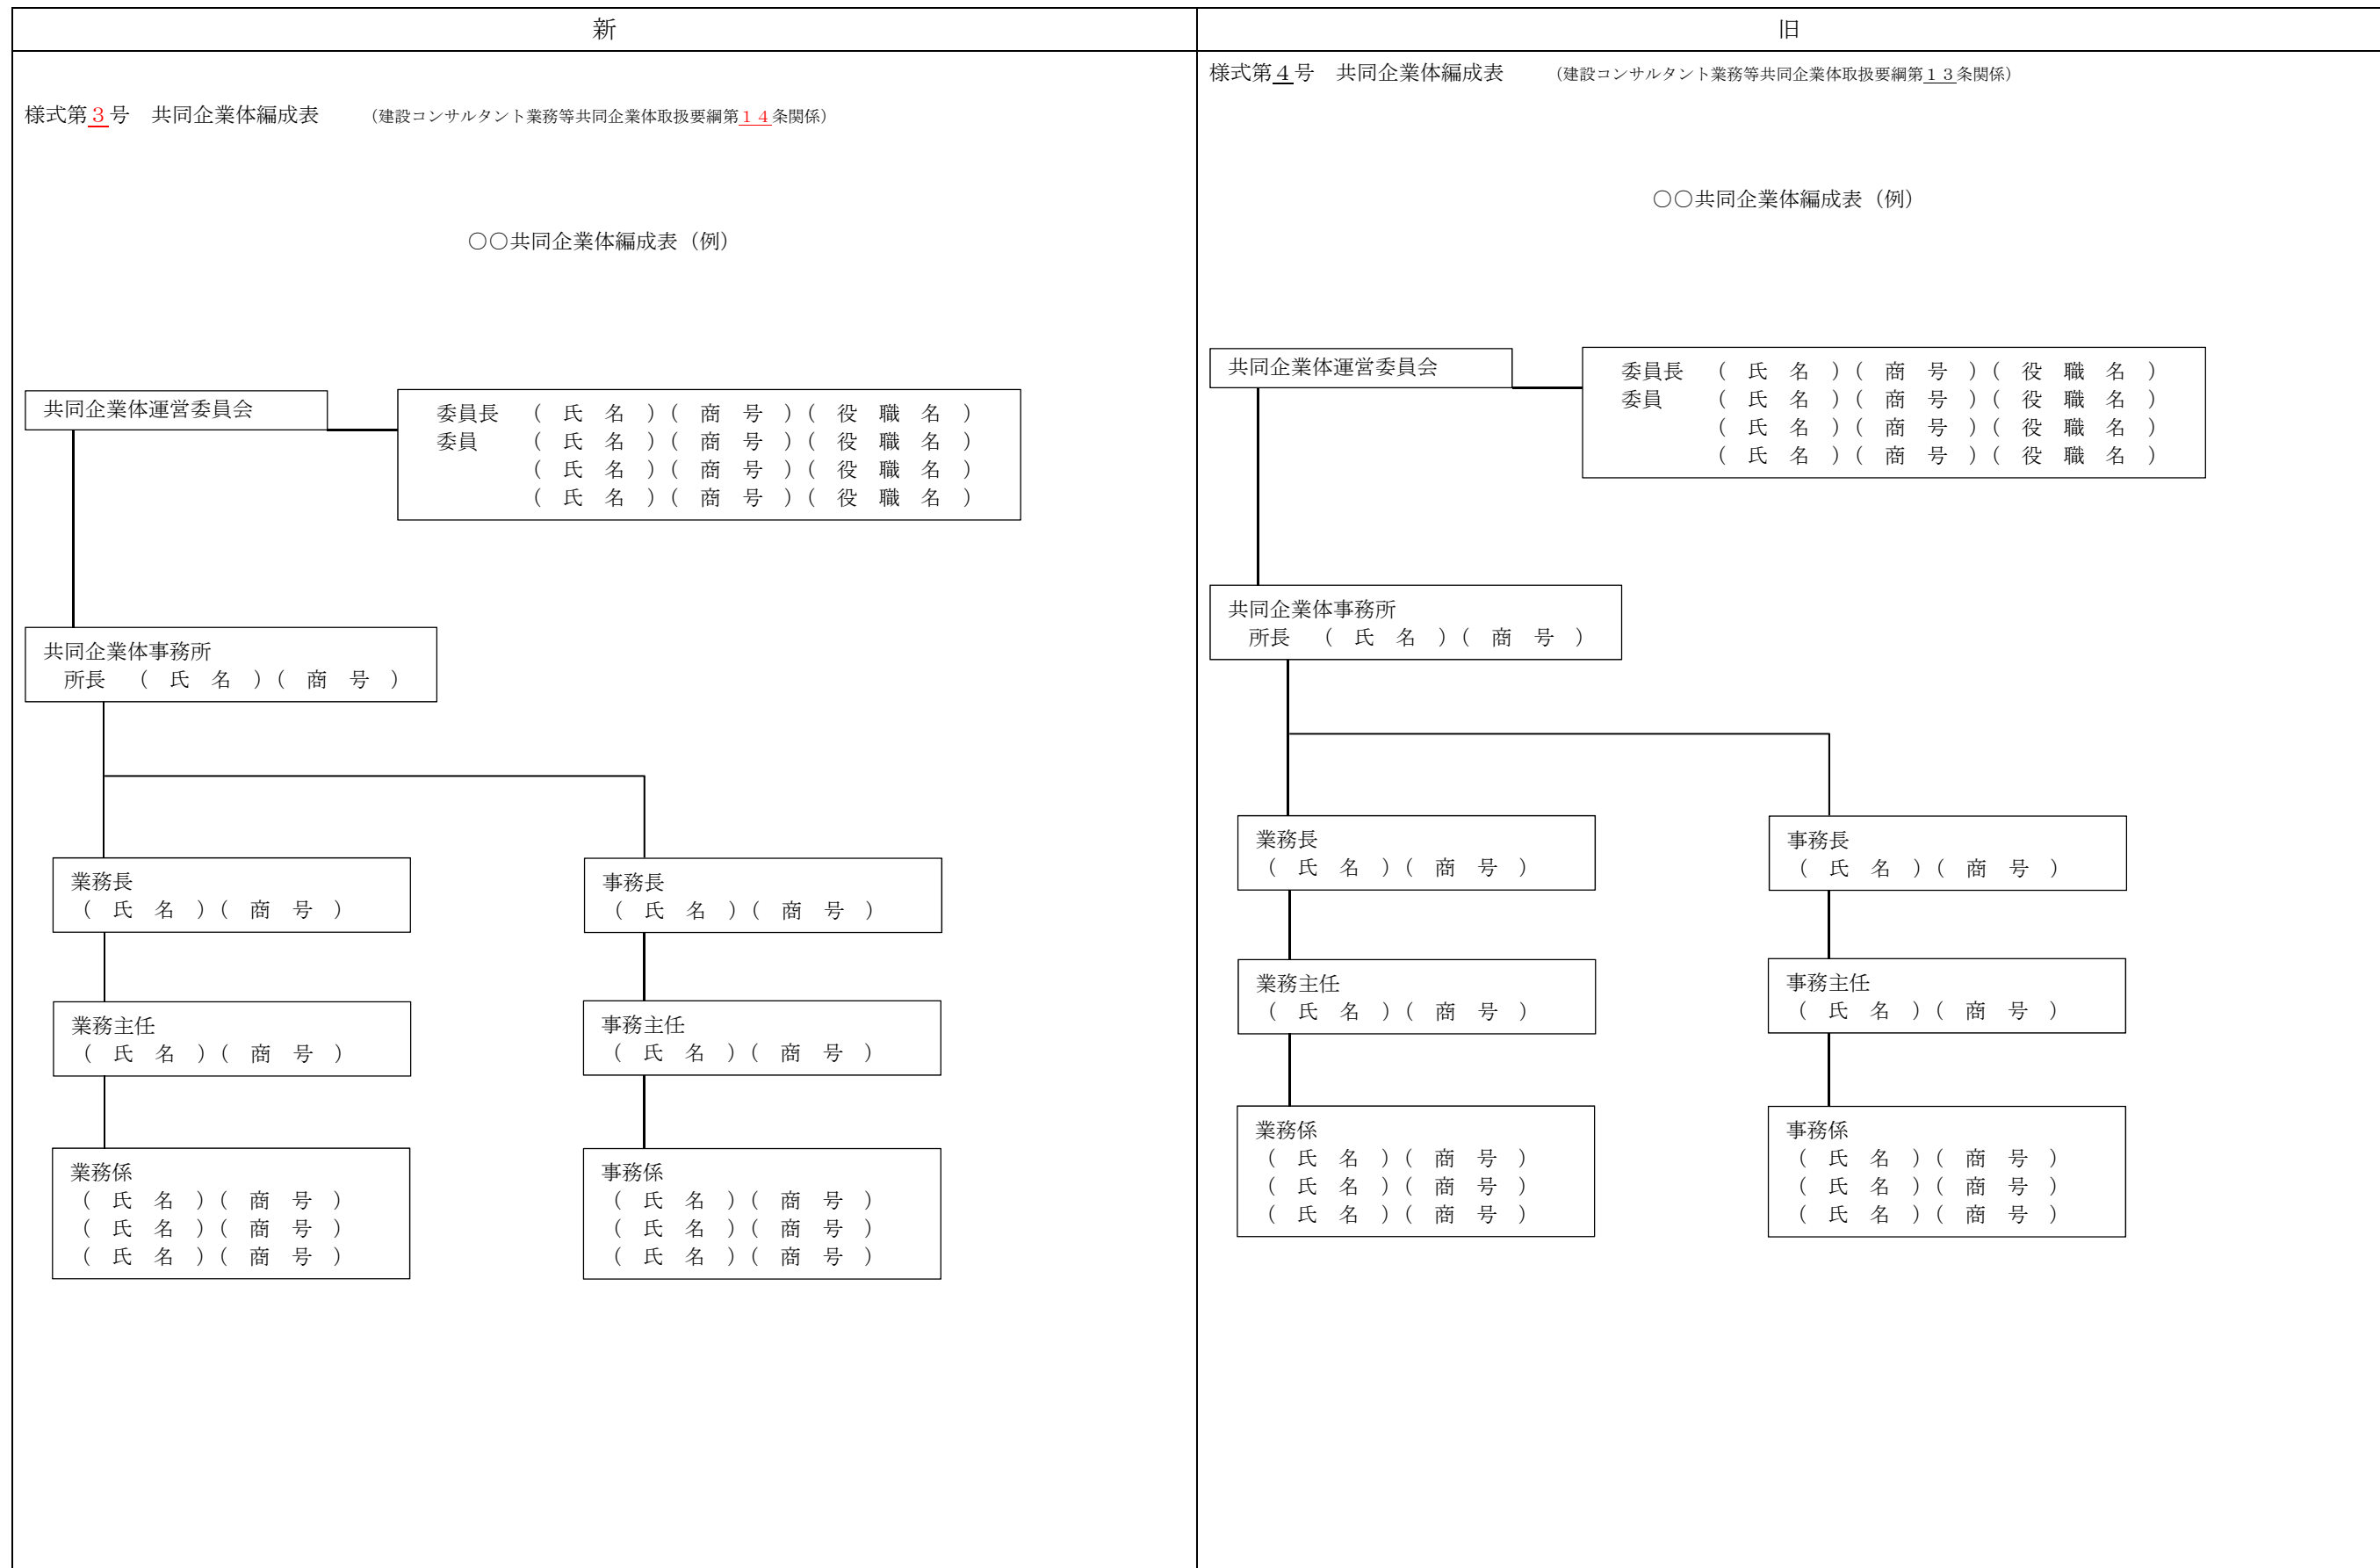 新
様式第３号　共同企業体編成表　　（建設コンサルタント業務等共同企業体取扱要綱第１４条関係）
○○共同企業体編成表（例）
共同企業体運営委員会
委員長　（　氏　名　）（　商　号　）（　役　職　名　）
委員　　（　氏　名　）（　商　号　）（　役　職　名　）
（　氏　名　）（　商　号　）（　役　職　名　）
（　氏　名　）（　商　号　）（　役　職　名　）
共同企業体事務所
所長　（　氏　名　）（　商　号　）
業務長
（　氏　名　）（　商　号　）
事務長
（　氏　名　）（　商　号　）
業務主任
（　氏　名　）（　商　号　）
事務主任
（　氏　名　）（　商　号　）
業務係
（　氏　名　）（　商　号　）
（　氏　名　）（　商　号　）
（　氏　名　）（　商　号　）
事務係
（　氏　名　）（　商　号　）
（　氏　名　）（　商　号　）
（　氏　名　）（　商　号　）
旧
様式第４号　共同企業体編成表　　（建設コンサルタント業務等共同企業体取扱要綱第１３条関係）
○○共同企業体編成表（例）
共同企業体運営委員会
委員長　（　氏　名　）（　商　号　）（　役　職　名　）
委員　　（　氏　名　）（　商　号　）（　役　職　名　）
（　氏　名　）（　商　号　）（　役　職　名　）
（　氏　名　）（　商　号　）（　役　職　名　）
共同企業体事務所
所長　（　氏　名　）（　商　号　）
業務長
（　氏　名　）（　商　号　）
事務長
（　氏　名　）（　商　号　）
業務主任
（　氏　名　）（　商　号　）
事務主任
（　氏　名　）（　商　号　）
業務係
（　氏　名　）（　商　号　）
（　氏　名　）（　商　号　）
（　氏　名　）（　商　号　）
事務係
（　氏　名　）（　商　号　）
（　氏　名　）（　商　号　）
（　氏　名　）（　商　号　）